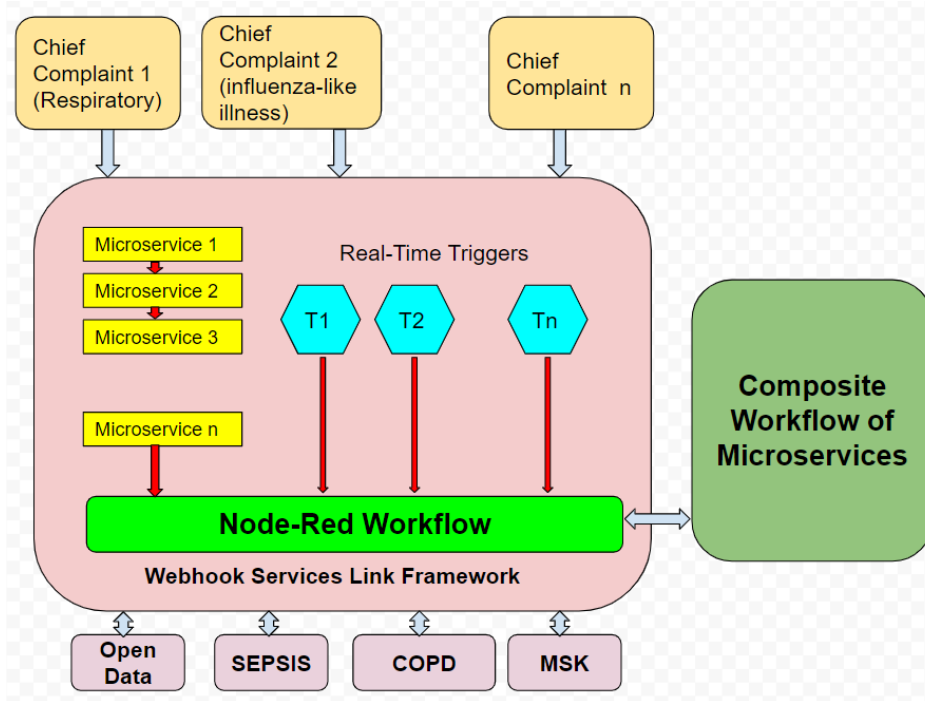 Chief
Complaint 1
(Respiratory)
Chief
Complaint 2
(influenza-like
illness)
Chief
Complaint n
Microservice 1
Microservice 2
Microservice 3
Microservice n
Real-Time Triggers
T1
T2
Tn
Node-Red Workflow
Webhook Services Link Framework
Composite
Workflow of
Microservices
Open
Data
SEPSIS
COPD
MSK